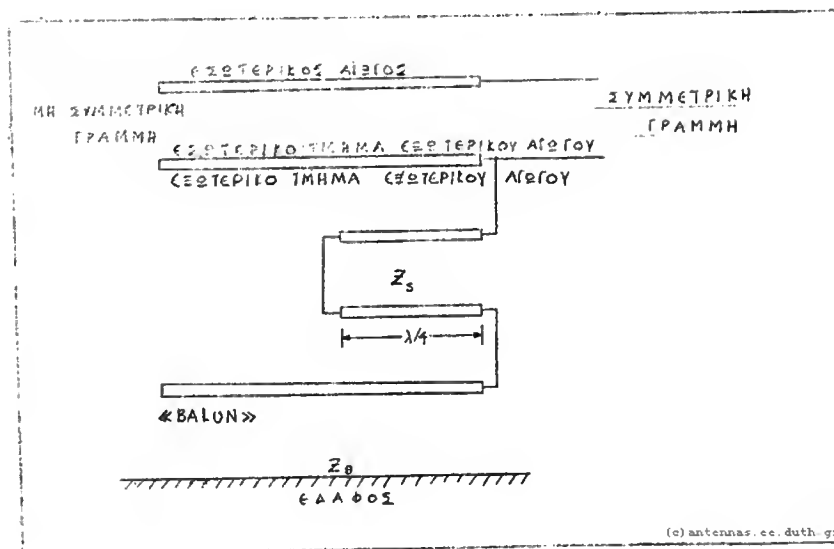 ΕΣΩΤΕΡΙΚΟΣ ΑΓΩΓΟΣ
ΜΗ ΣΥΜΜΕΤΡΙΚΗ
ΓΡΑΜΜΗ
ΣΥΜΜΕΤΡΙΚΗ
ΓΡΑΜΜΗ
ΕΣΩΤΕΡΙΚΟ ΤΜΗΜΑ ΕΞΩΤΕΡΙΚΟΥ ΑΓΩΓΟΥ
ΕΞΩΤΕΡΙΚΟ ΤΜΗΜΑ ΕΞΩΤΕΡΙΚΟΥ ΑΓΩΓΟΥ
Zs
λ/4
«BALUN»
Zθ
ΕΔΑΦΟΣ
(c)antennas.ee.duth.gr